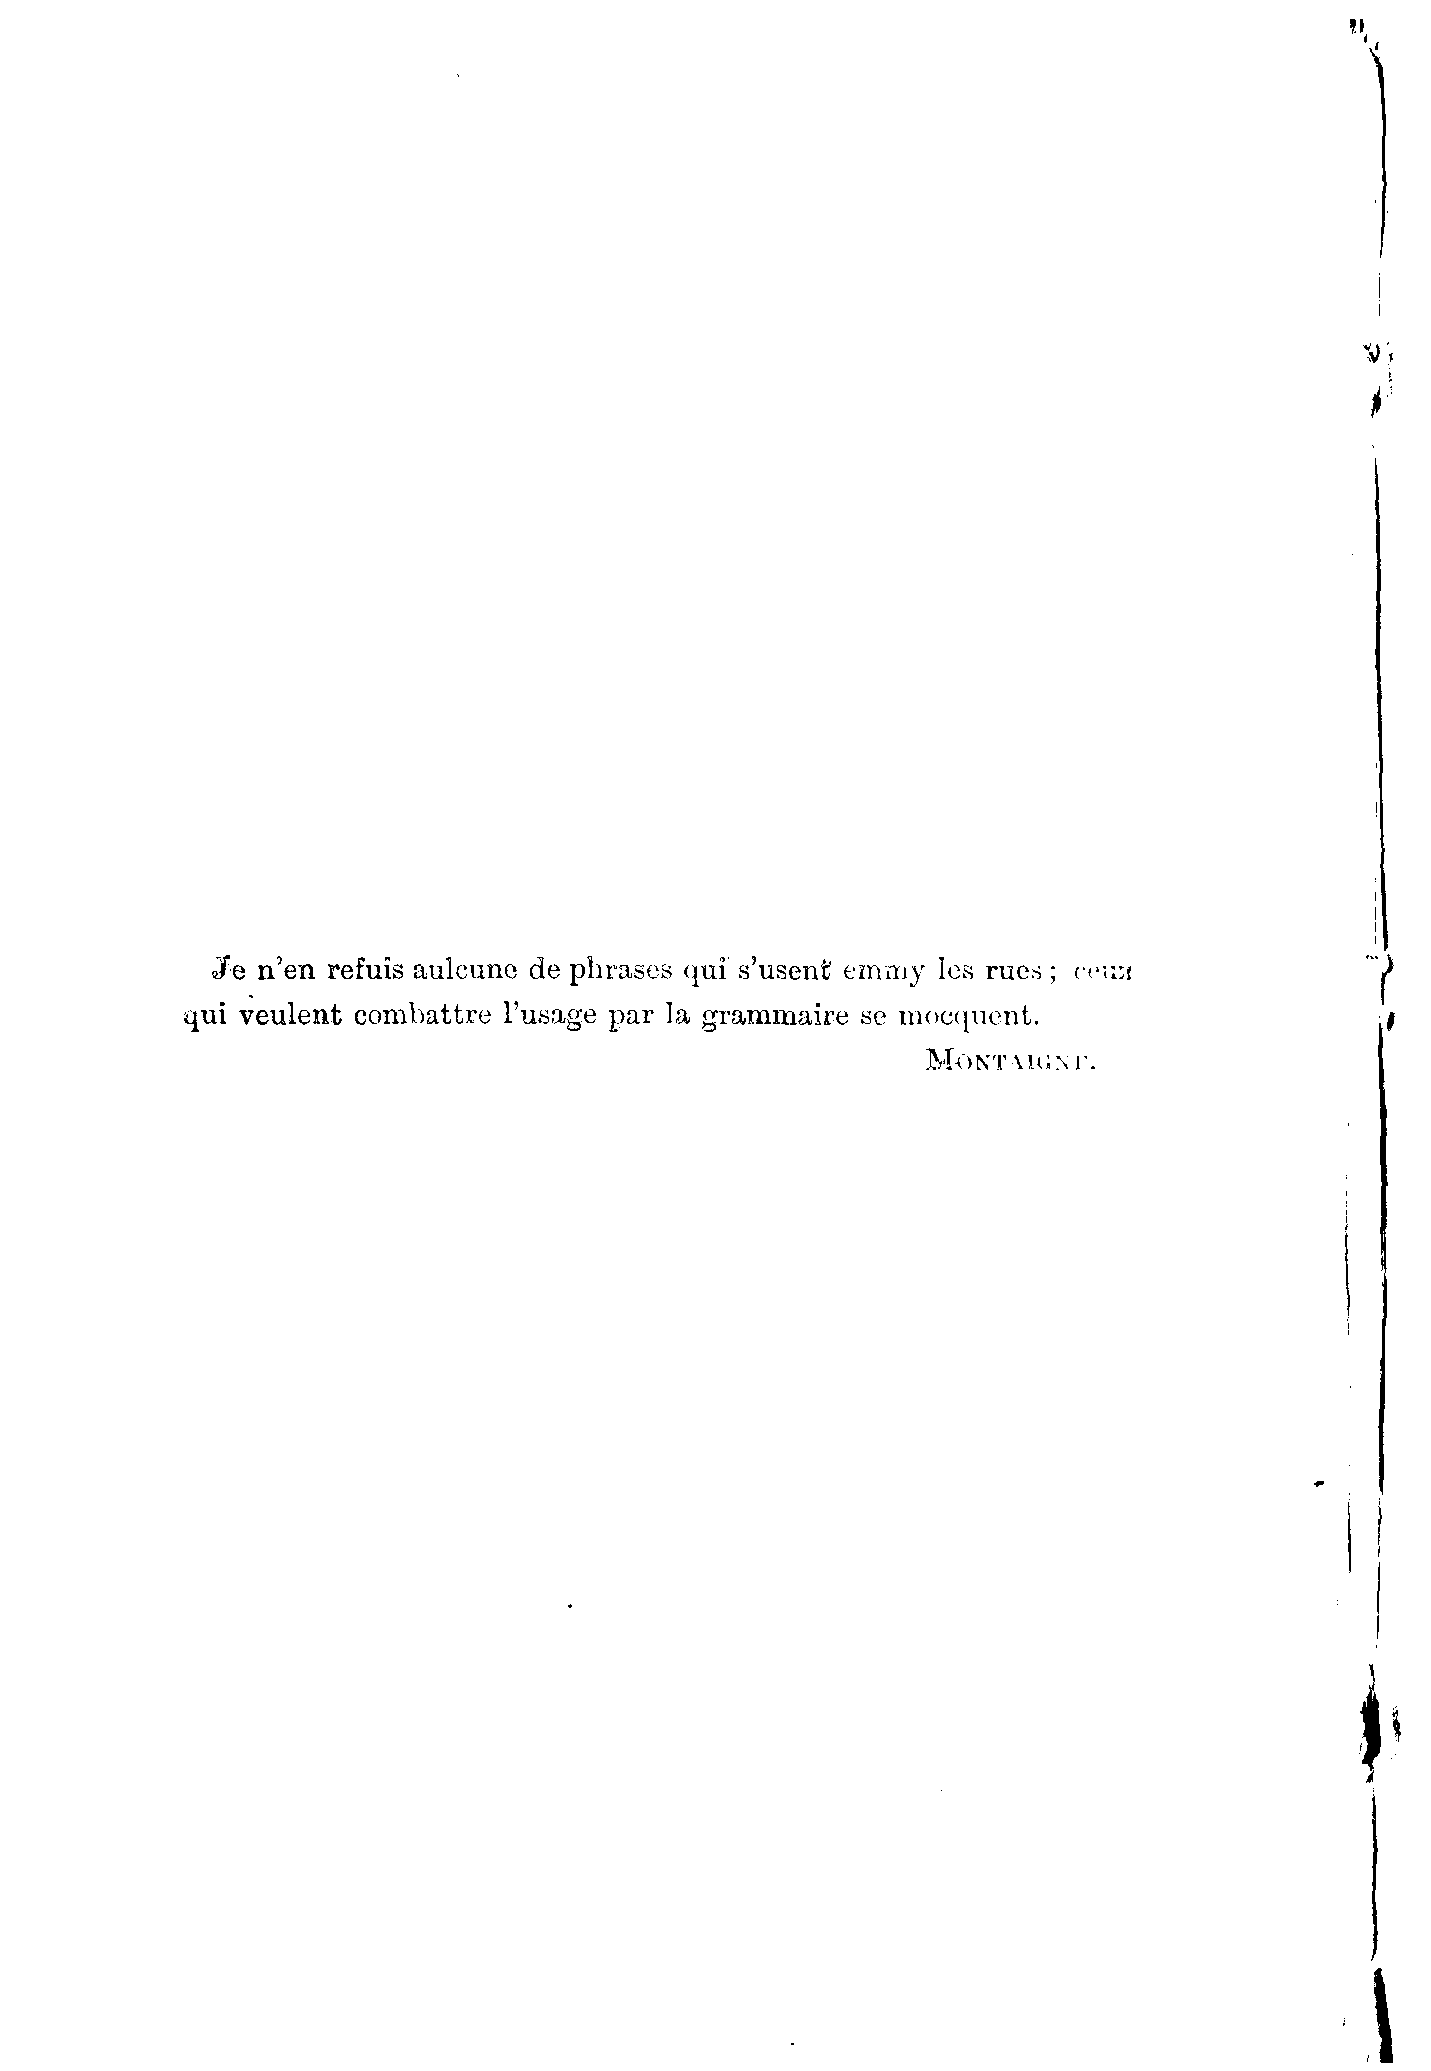 Je n'en refuis aulcune de phrases qui s'usent emmy les rues ; ceux
qui veulent combattre l'usage par la grammaire se mocquent.
MONTAIGNE.